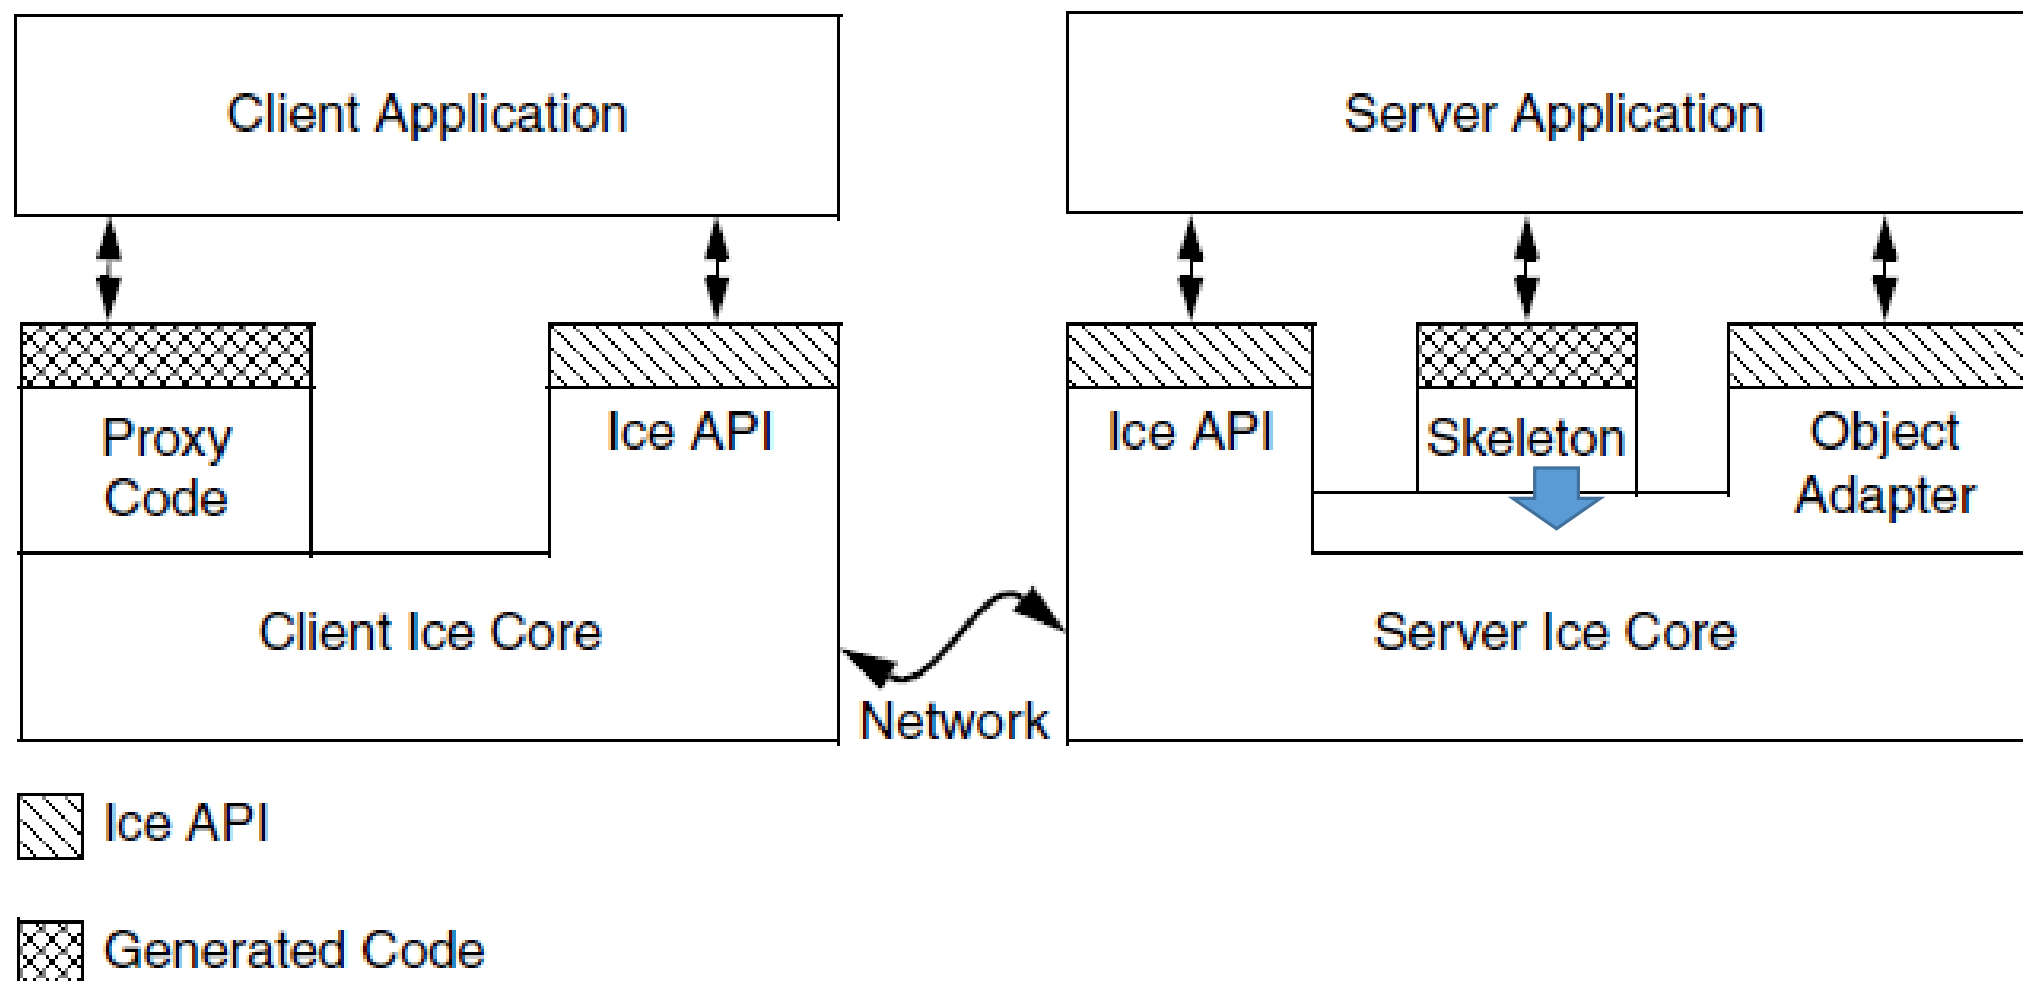 Client Application
Server Application
Proxy
Code
Ice API
Ice API
Skeleton
Object
Adapter
Client Ice Core
Network
Server Ice Core
Ice API
Generated Code